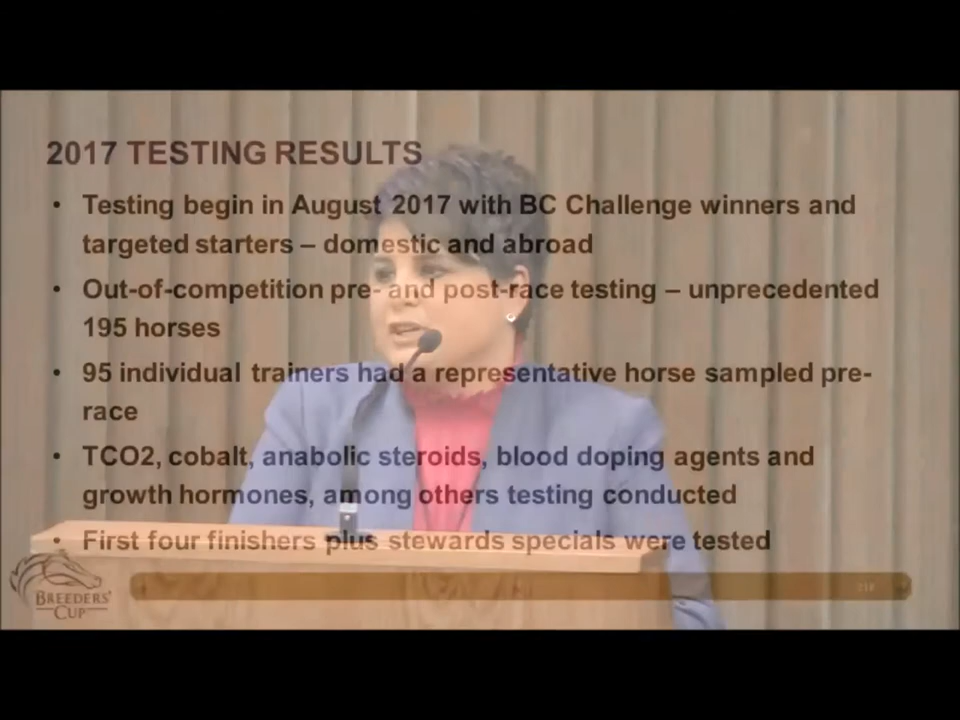 2017 TESTING RESULTS
• Testing begin in August 2017 with BC Challenge winners and
targeted starters – domestic and abroad
• Out-of-competition pre- and post-race testing – unprecedented
195 horses
• 95 individual trainers had a representative horse sampled pre-
race
• TCO2, cobalt, anabolic steroids, blood doping agents and
growth hormones, among others testing conducted
• First four finishers plus stewards specials were tested
BREEDERS'
CUP